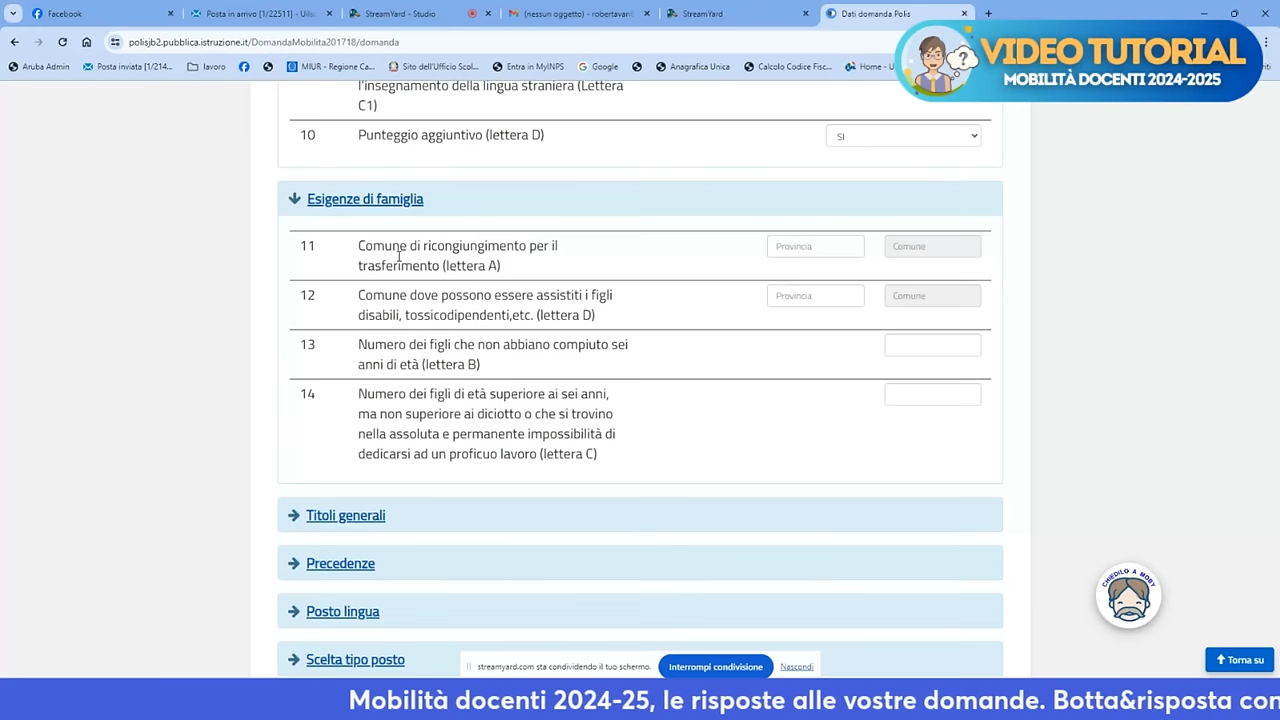 Facebook
Posta in arrivo [1/22511] - Uils
StreamYard - Studio
(nessun oggetto) - robertavanl
StreamYard
Dati domanda Polis
polisjb2.pubblica.istruzione.it/DomandaMobilita201718/domanda
VIDEO TUTORIAL
MOBILITÀ DOCENTI 2024-2025
Aruba Admin
Posta inviata [1/214...
lavoro
MIUR - Regione Ca...
Sito dell'Ufficio Scol...
Entra in MyINPS
Google
Anagrafica Unica
Calcolo Codice Fisc...
Home - U
l'insegnamento della lingua straniera (Lettera
C1)
10 Punteggio aggiuntivo (lettera D) SI
Esigenze di famiglia
11 Comune di ricongiungimento per il Provincia Comune
trasferimento (lettera A)
12 Comune dove possono essere assistiti i figli Provincia Comune
disabili, tossicodipendenti,etc. (lettera D)
13 Numero dei figli che non abbiano compiuto sei
anni di età (lettera B)
14 Numero dei figli di età superiore ai sei anni,
ma non superiore ai diciotto o che si trovino
nella assoluta e permanente impossibilità di
dedicarsi ad un proficuo lavoro (lettera C)
Titoli generali
Precedenze
Posto lingua
Scelta tipo posto
CHIEDILO A MOBY
streamyard.com sta condividendo il tuo schermo. Interrompi condivisione Nascondi
Torna su
Mobilità docenti 2024-25, le risposte alle vostre domande. Botta&risposta con